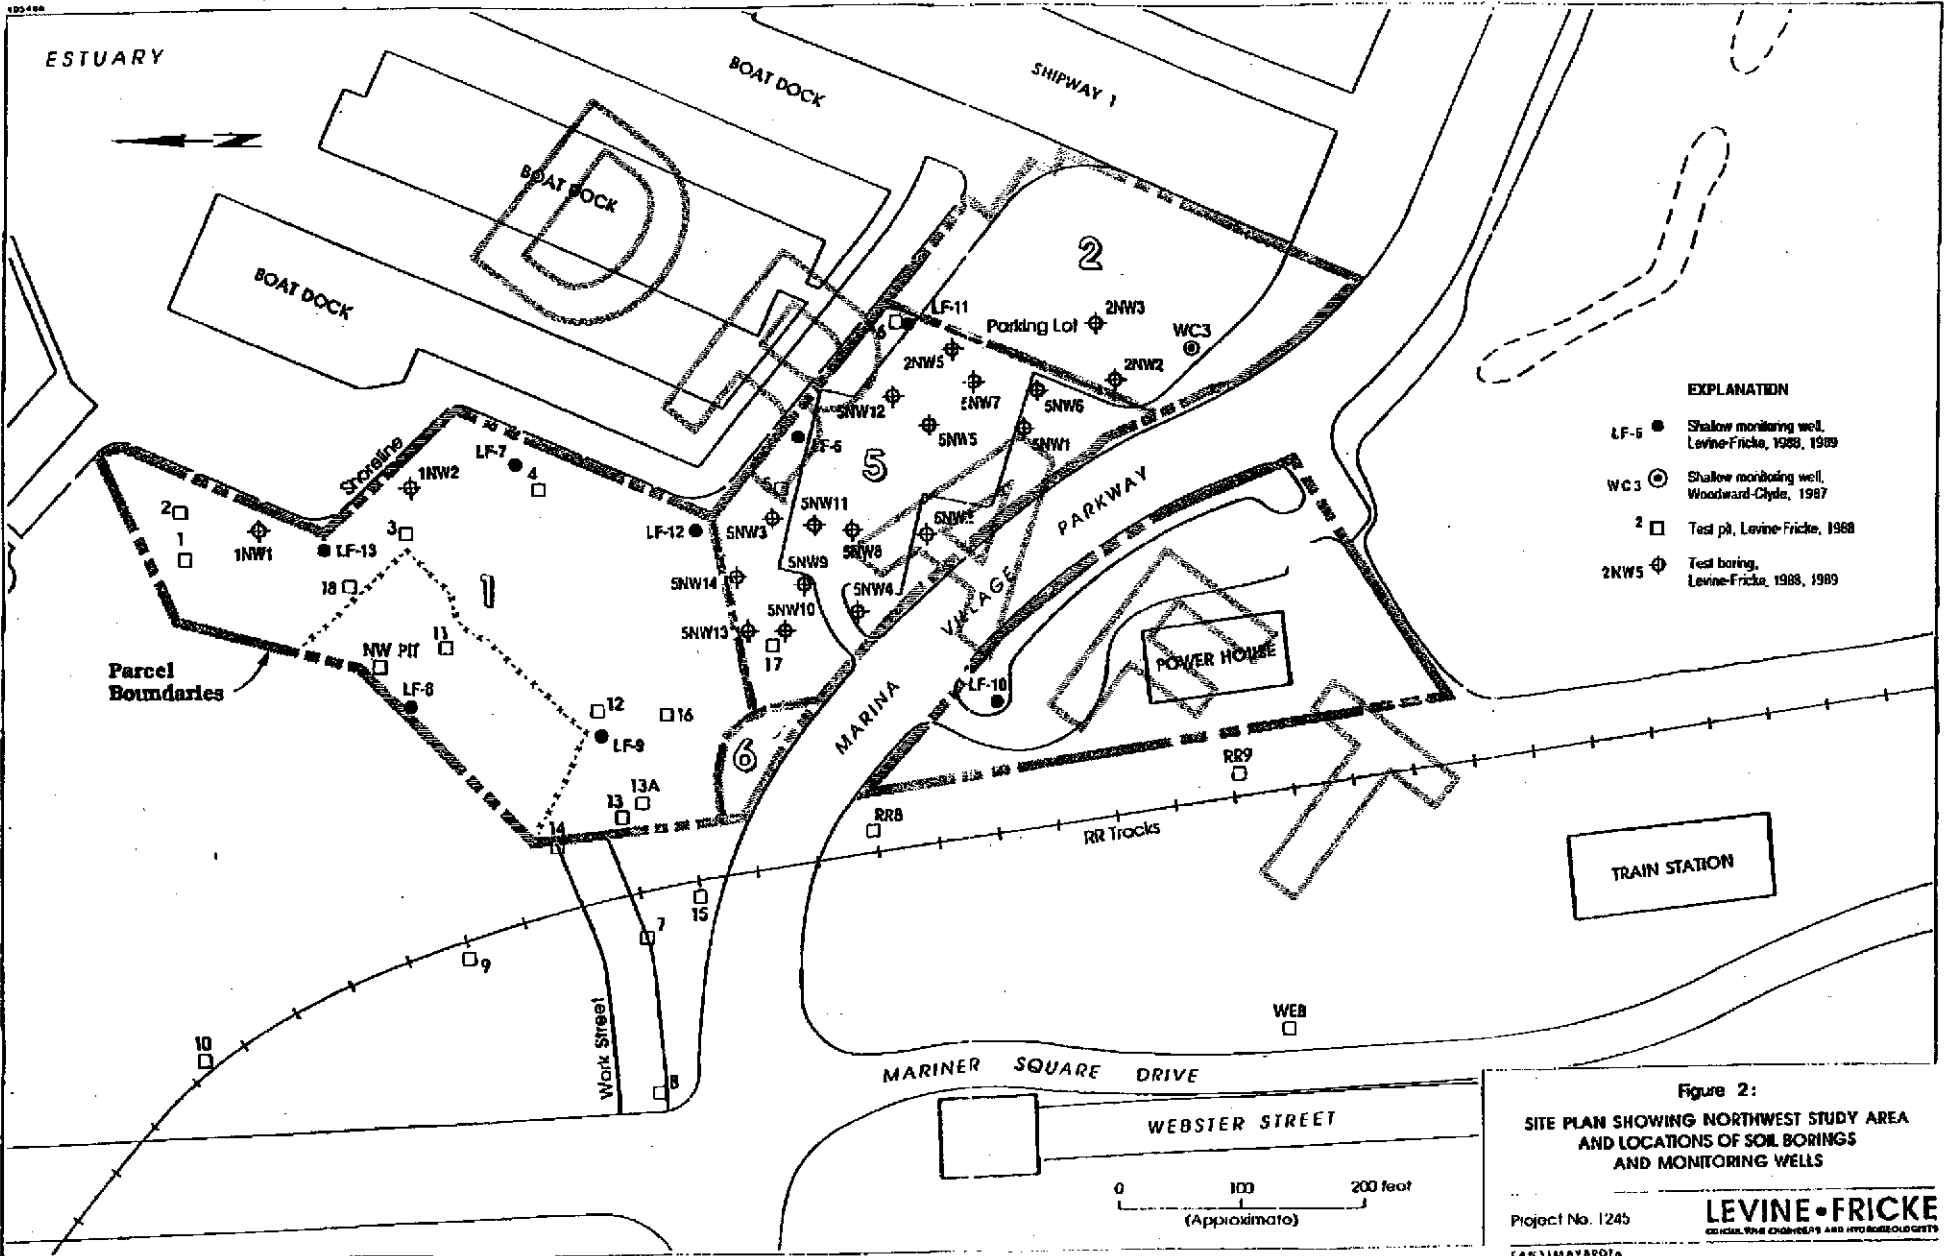 ESTUARY
BOAT DOCK
SHIPWAY 1
BOAT DOCK
BOAT DOCK
2
LF-11
6
Parking Lot
2NW3
WC3
2NW5
2NW2
5NW12
5NW6
5NW5
5NW1
5
Shoreline
LF-7
4
1NW2
2
1
1NW1
LF-13
3
18
1
LF-12
5NW3
5NW11
5NW8
5NW9
5NW14
5NW4
5NW10
5NW13
17
11
NW Pit
LF-8
Parcel
Boundaries
12
16
LF-9
6
13A
13
14
MARINA
VILLAGE
PARKWAY
POWER HOUSE
LF-10
RR9
RR8
RR Tracks
TRAIN STATION
15
7
9
10
8
Work Street
WEB
MARINER SQUARE DRIVE
WEBSTER STREET
0 100 200 feet
(Approximate)
EXPLANATION
Shallow monitoring well,
Levine-Fricke, 1988, 1989
WC3
Shallow monitoring well,
Woodward-Clyde, 1987
2
Test pit, Levine-Fricke, 1988
2NW5
Test boring,
Levine-Fricke, 1988, 1989
Figure 2:
SITE PLAN SHOWING NORTHWEST STUDY AREA
AND LOCATIONS OF SOIL BORINGS
AND MONITORING WELLS
Project No. 1245
LEVINE•FRICKE
CONSULTING ENGINEERS AND HYDROGEOLOGISTS
DRAFT